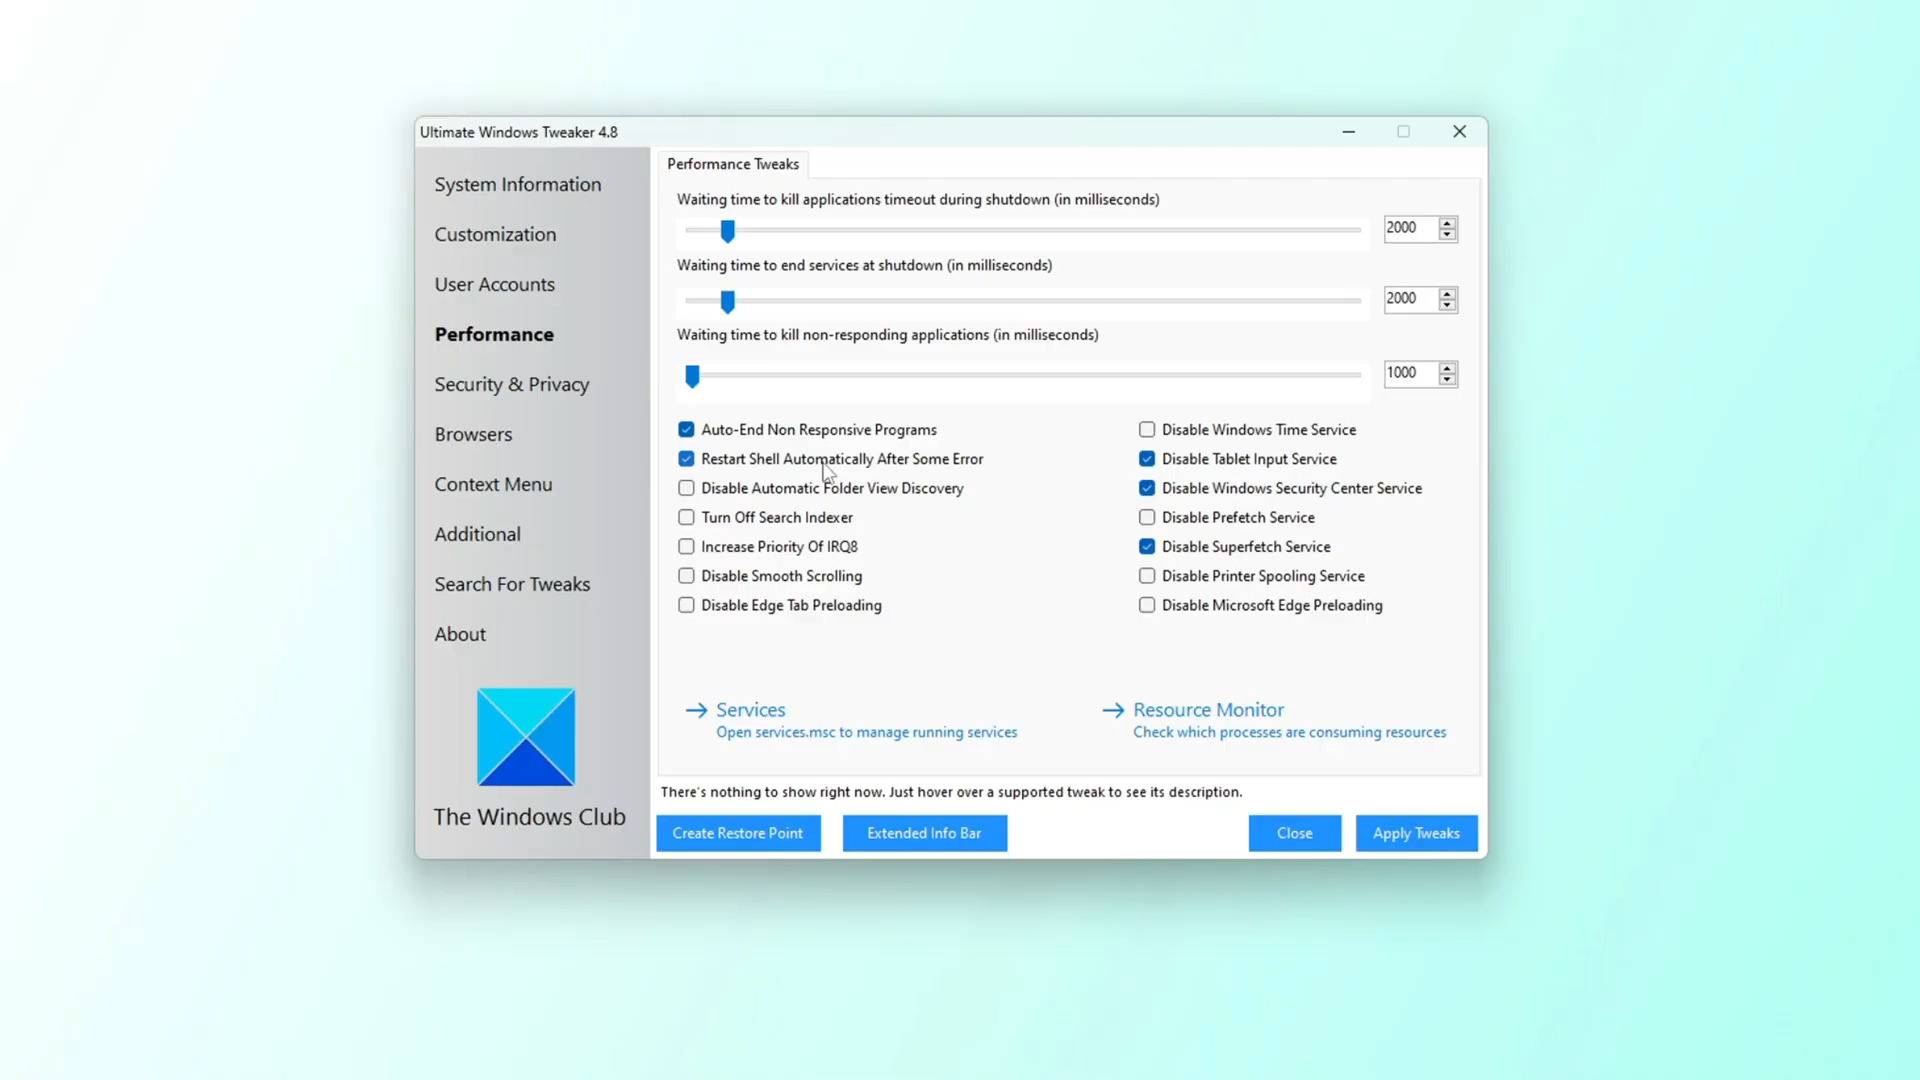 Ultimate Windows Tweaker 4.8
System Information
Customization
User Accounts
Performance
Security & Privacy
Browsers
Context Menu
Additional
Search For Tweaks
About
The Windows Club
Performance Tweaks
Waiting time to kill applications timeout during shutdown (in milliseconds)
2000
Waiting time to end services at shutdown (in milliseconds)
2000
Waiting time to kill non-responding applications (in milliseconds)
1000
Auto-End Non Responsive Programs
Restart Shell Automatically After Some Error
Disable Automatic Folder View Discovery
Turn Off Search Indexer
Increase Priority Of IRQ8
Disable Smooth Scrolling
Disable Edge Tab Preloading
Disable Windows Time Service
Disable Tablet Input Service
Disable Windows Security Center Service
Disable Prefetch Service
Disable Superfetch Service
Disable Printer Spooling Service
Disable Microsoft Edge Preloading
Services
Open services.msc to manage running services
Resource Monitor
Check which processes are consuming resources
There's nothing to show right now. Just hover over a supported tweak to see its description.
Create Restore Point
Extended Info Bar
Close
Apply Tweaks